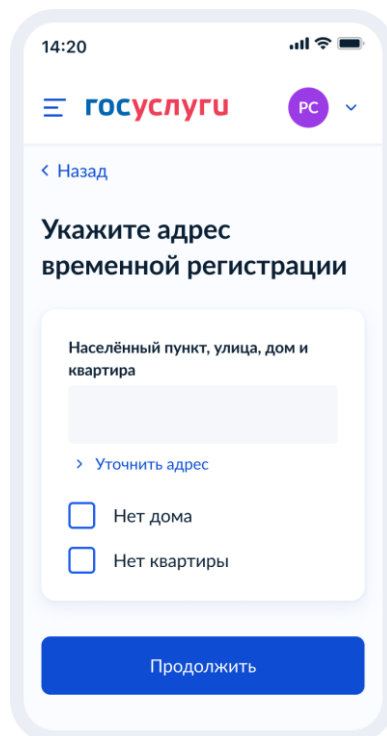 14:20
госуслуги
РС
Назад
Укажите адрес
временной регистрации
Населённый пункт, улица, дом и
квартира
Уточнить адрес
Нет дома
Нет квартиры
Продолжить